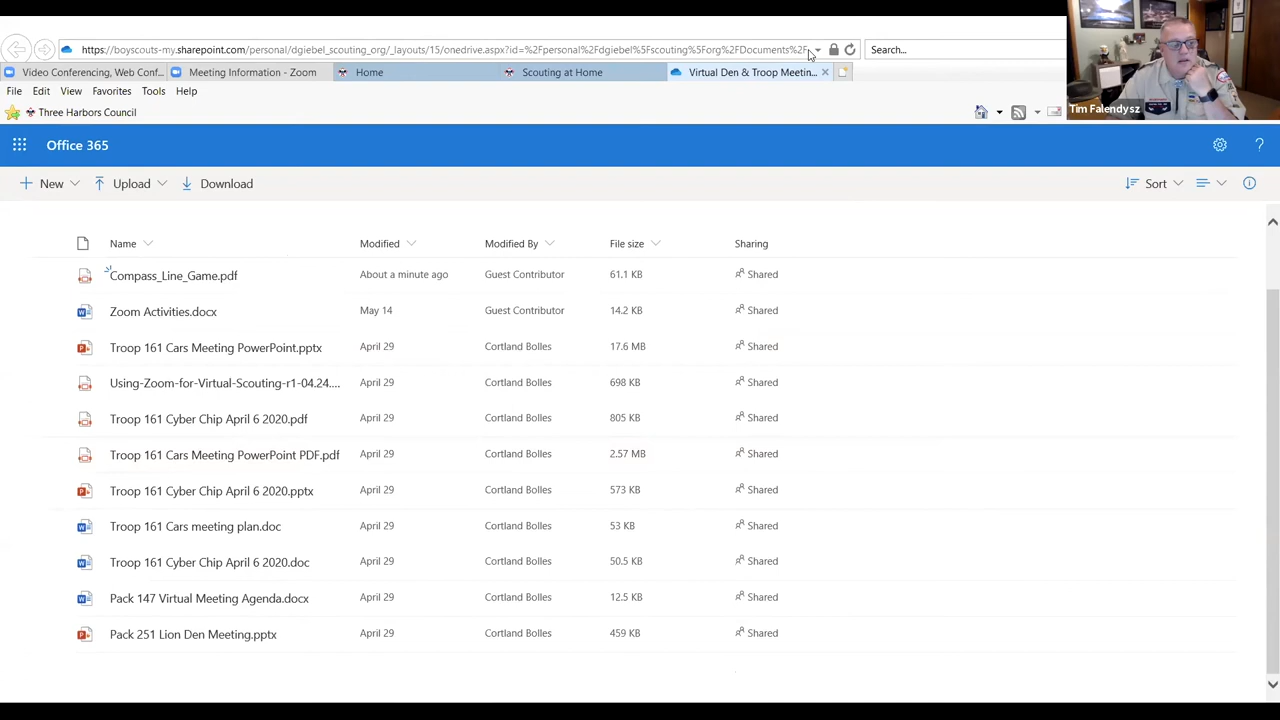 https://boyscouts-my.sharepoint.com/personal/dgiebel_scouting_org/_layouts/15/onedrive.aspx?id=%2Fpersonal%2Fdgiebel%5Fscouting%5Forg%2FDocuments%2F Search...
Video Conferencing, Web Conf... Meeting Information - Zoom Home Scouting at Home Virtual Den & Troop Meetin...
File Edit View Favorites Tools Help
Tim Falendysz
Three Harbors Council
Office 365
New Upload Download Sort
Name Modified Modified By File size Sharing
Compass_Line_Game.pdf About a minute ago Guest Contributor 61.1 KB Shared
Zoom Activities.docx May 14 Guest Contributor 14.2 KB Shared
Troop 161 Cars Meeting PowerPoint.pptx April 29 Cortland Bolles 17.6 MB Shared
Using-Zoom-for-Virtual-Scouting-r1-04.24.... April 29 Cortland Bolles 698 KB Shared
Troop 161 Cyber Chip April 6 2020.pdf April 29 Cortland Bolles 805 KB Shared
Troop 161 Cars Meeting PowerPoint PDF.pdf April 29 Cortland Bolles 2.57 MB Shared
Troop 161 Cyber Chip April 6 2020.pptx April 29 Cortland Bolles 573 KB Shared
Troop 161 Cars meeting plan.doc April 29 Cortland Bolles 53 KB Shared
Troop 161 Cyber Chip April 6 2020.doc April 29 Cortland Bolles 50.5 KB Shared
Pack 147 Virtual Meeting Agenda.docx April 29 Cortland Bolles 12.5 KB Shared
Pack 251 Lion Den Meeting.pptx April 29 Cortland Bolles 459 KB Shared